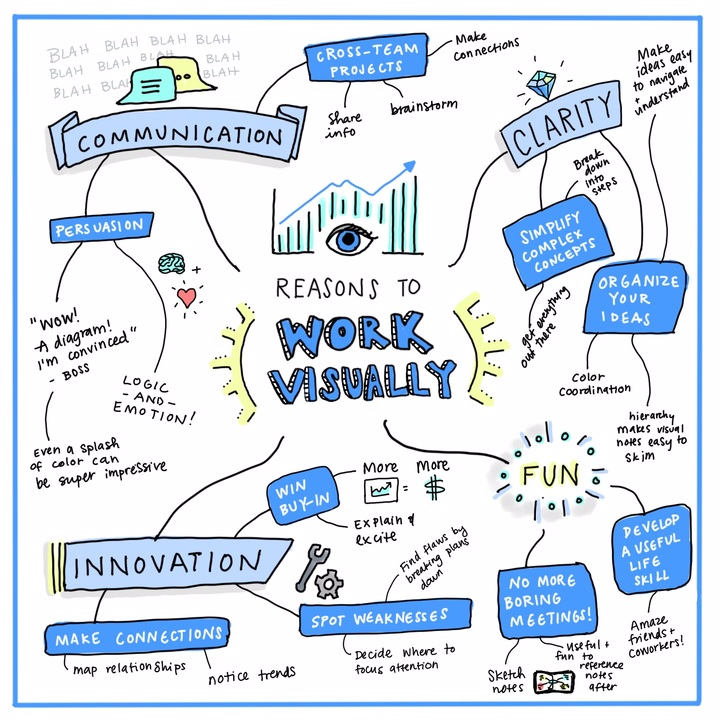 BLAH BLAH BLAH BLAH
BLAH BLAH BLAH BLAH
BLAH BLAH BLAH
COMMUNICATION
CROSS-TEAM
PROJECTS
Make
connections
Share
info
brainstorm
PERSUASION
"WOW!
A diagram!
I'm convinced"
- BOSS
Even a splash
of color can
be super impressive
+
LOGIC
- AND -
EMOTION!
REASONS TO
WORK
VISUALLY
CLARITY
Make
ideas easy
to navigate
+
understand
Break
down
into
steps
SIMPLIFY
COMPLEX
CONCEPTS
get everything
out there
ORGANIZE
YOUR
IDEAS
Color
Coordination
hierarchy
makes visual
notes easy to
skim
INNOVATION
WIN
BUY-IN
More = More
$
Explain &
excite
SPOT WEAKNESSES
Find flaws by
breaking plans
down
Decide where to
focus attention
MAKE CONNECTIONS
map relationships
notice trends
FUN
NO MORE
BORING
MEETINGS!
Sketch
notes
Useful +
fun to
reference
notes
after
DEVELOP
A USEFUL
LIFE
SKILL
Amaze
friends +
coworkers!